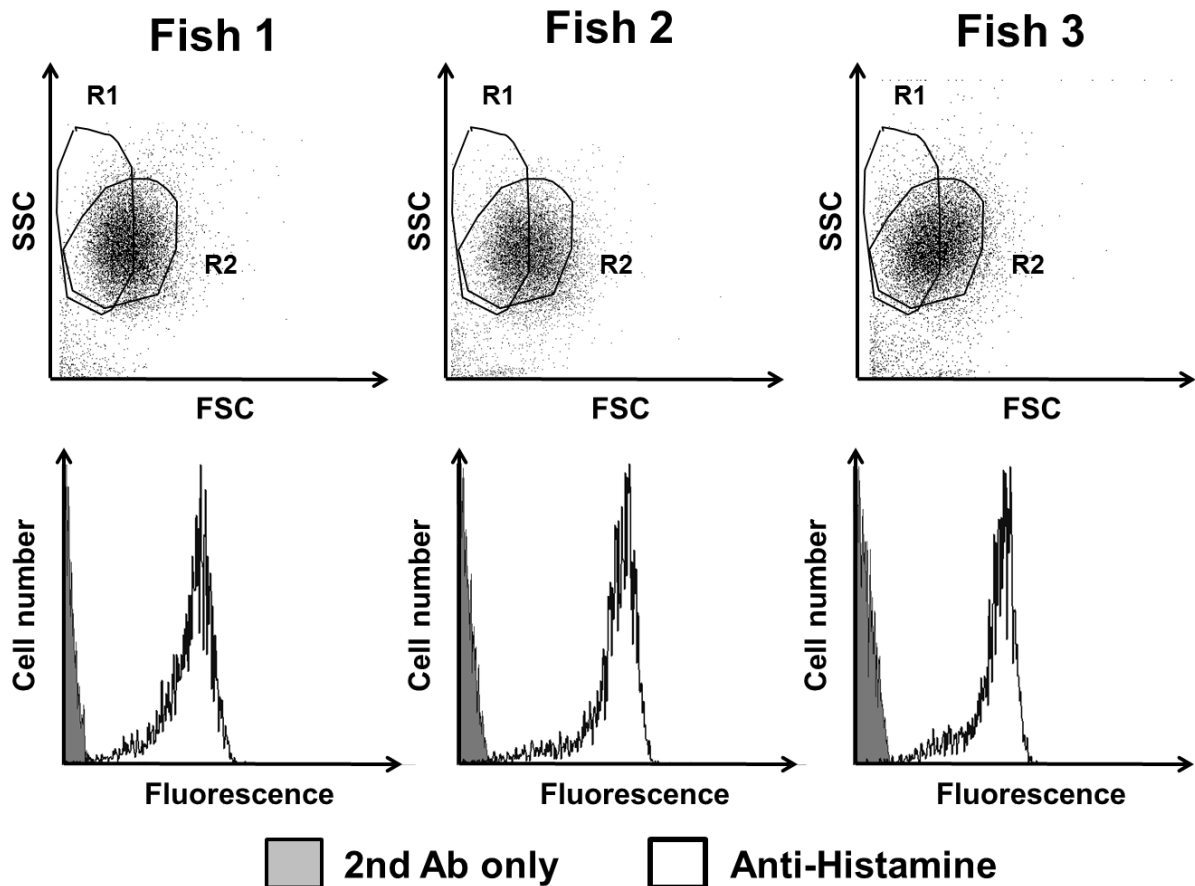 Fish 1
Fish 2
Fish 3
R1
R1
R1
SSC
SSC
SSC
R2
R2
R2
FSC
FSC
FSC
Cell number
Cell number
Cell number
Fluorescence
Fluorescence
Fluorescence
2nd Ab only
Anti-Histamine